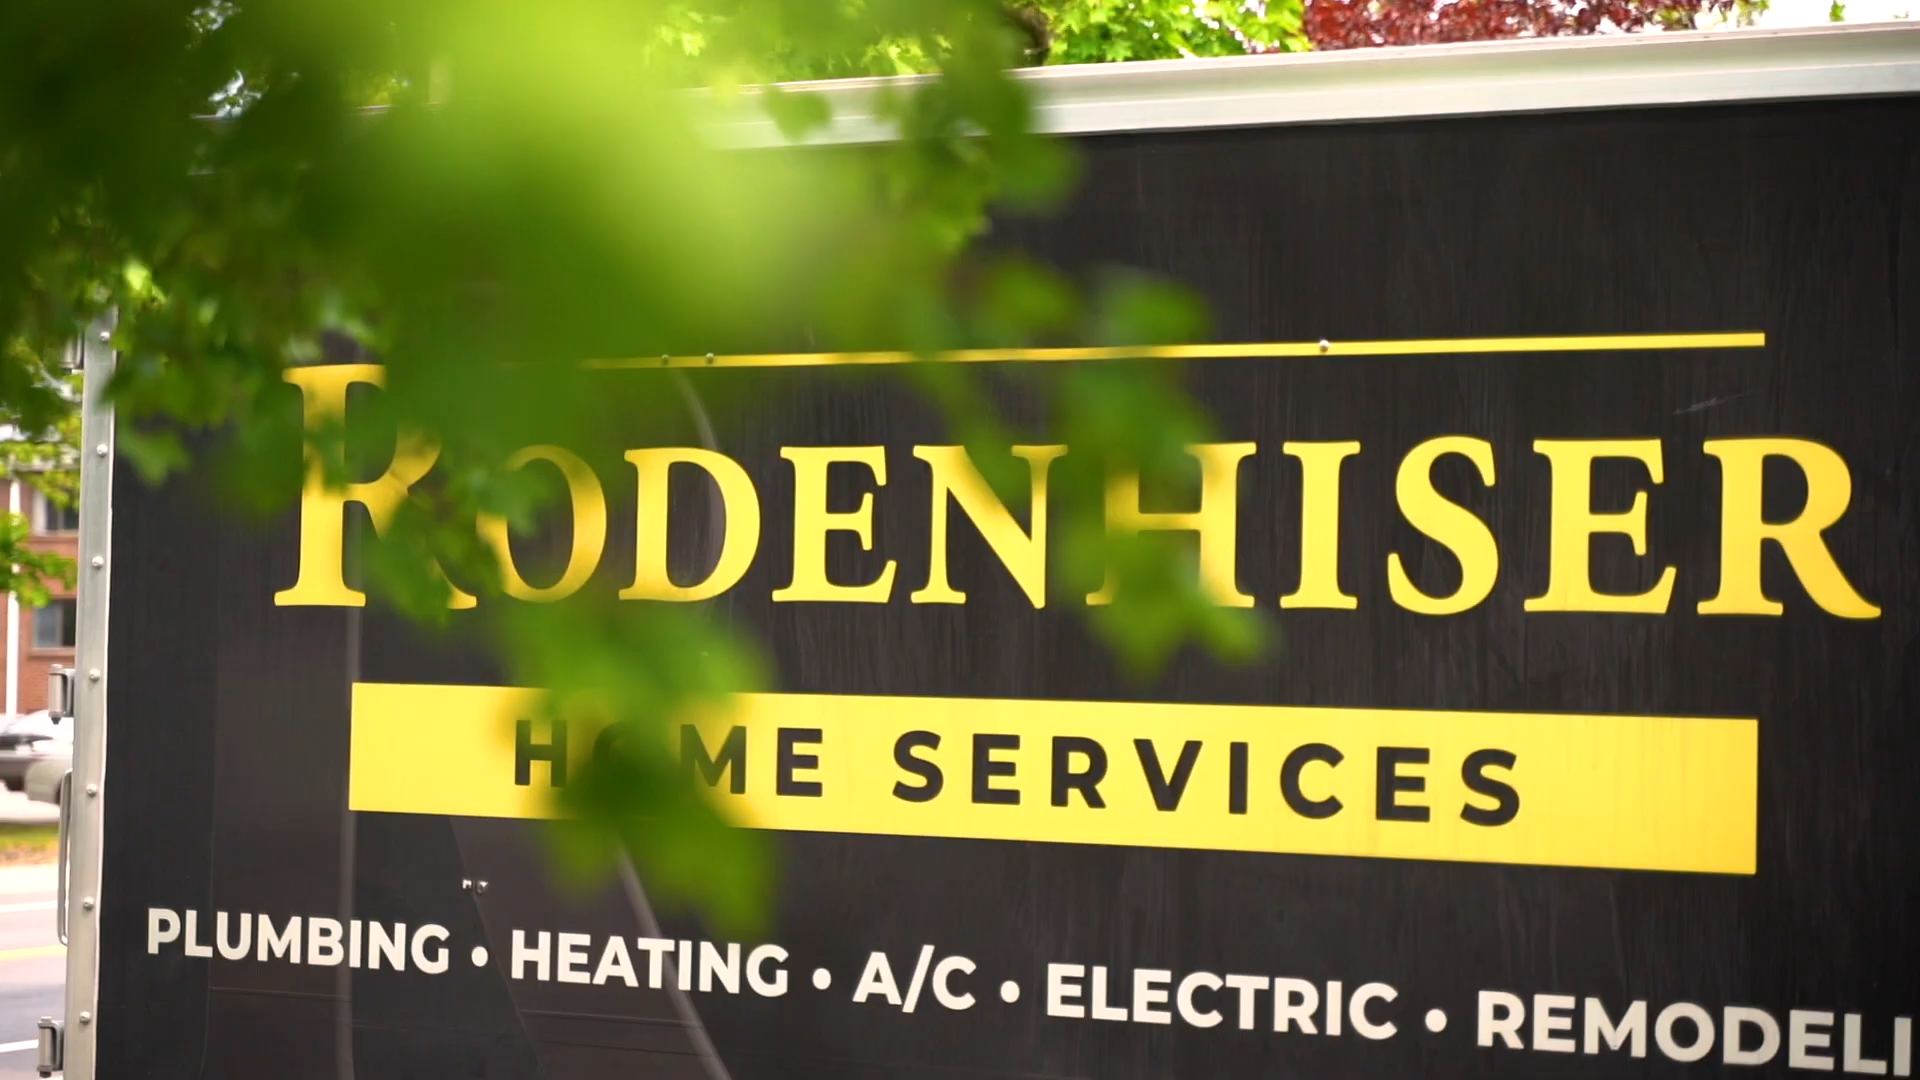 RODENHISER
HOME SERVICES
PLUMBING • HEATING • A/C • ELECTRIC • REMODELI